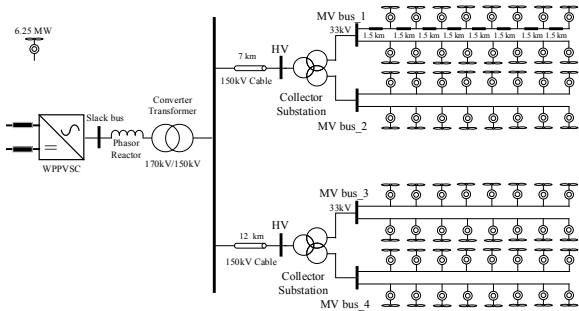 6.25 MW
MV bus_1
33kV
1.5 km 1.5 km 1.5 km 1.5 km 1.5 km 1.5 km 1.5 km
7 km
HV
150kV Cable
Collector
Substation
MV bus_2
Slack bus
Converter
Transformer
Phasor
Reactor
170kV/150kV
WPPVSC
MV bus_3
33kV
12 km
HV
150kV Cable
Collector
Substation
MV bus_4